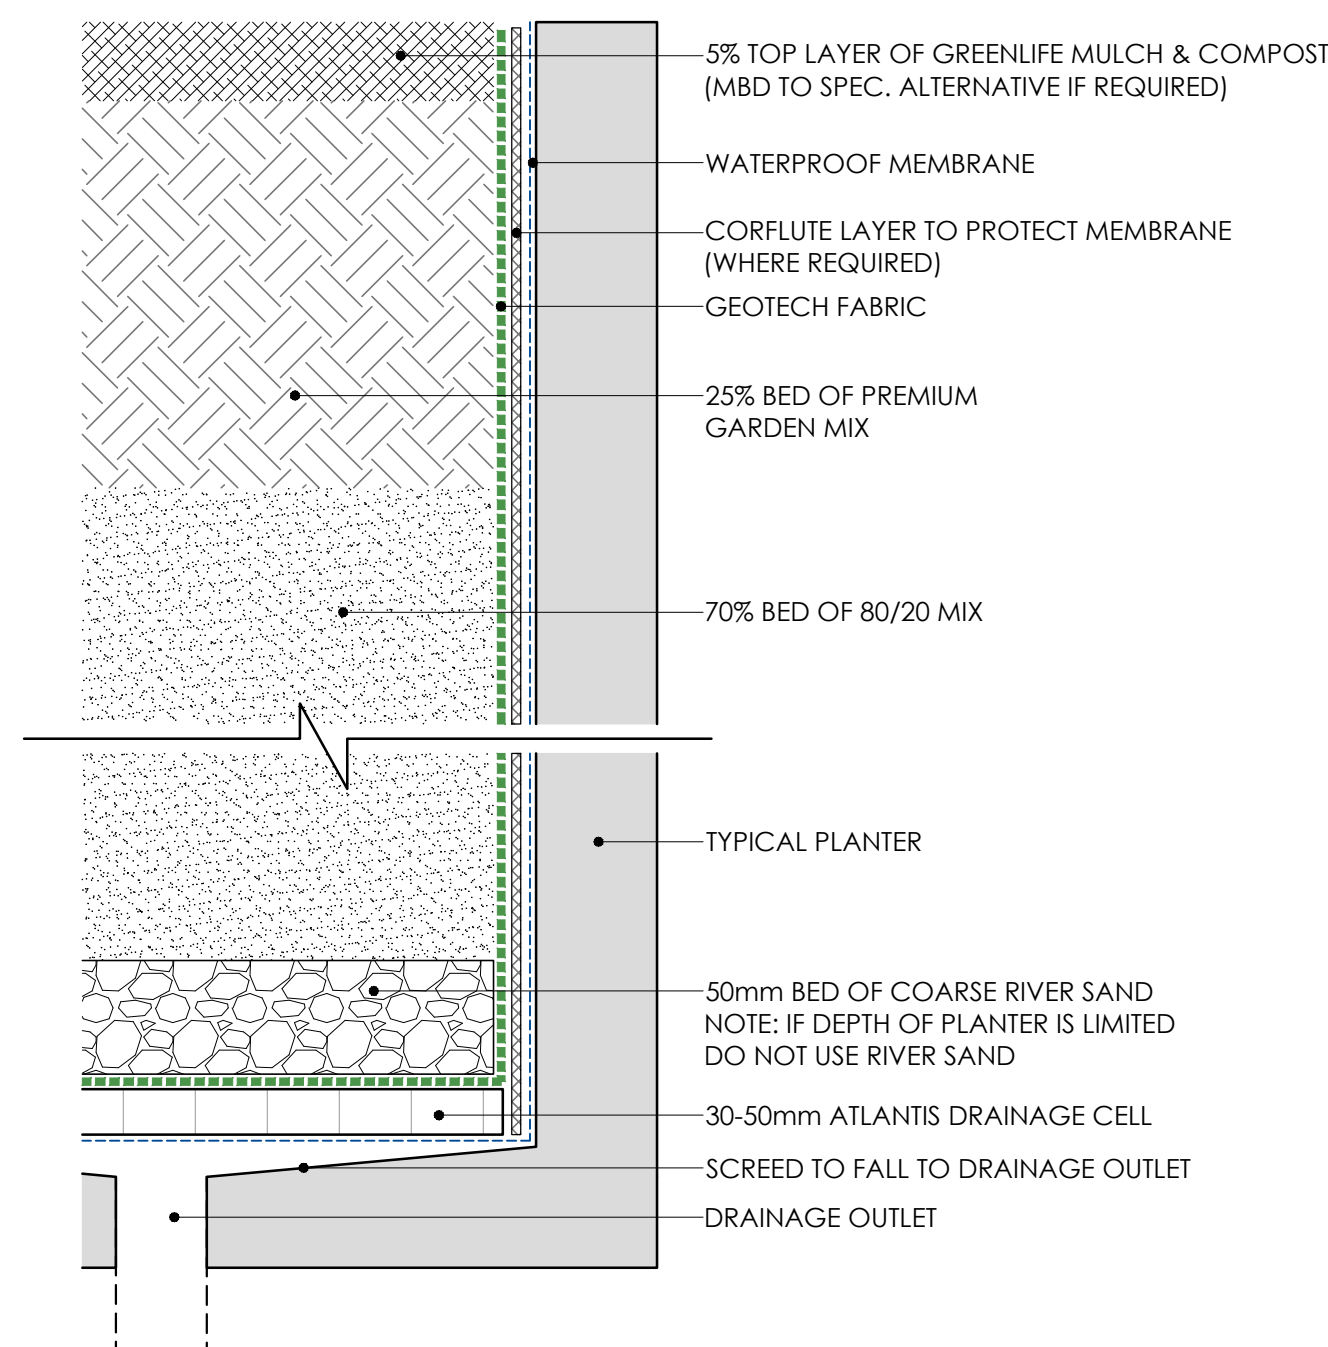 5% TOP LAYER OF GREENLIFE MULCH & COMPOST
(MBD TO SPEC. ALTERNATIVE IF REQUIRED)
WATERPROOF MEMBRANE
CORFLUTE LAYER TO PROTECT MEMBRANE
(WHERE REQUIRED)
GEOTECH FABRIC
25% BED OF PREMIUM
GARDEN MIX
70% BED OF 80/20 MIX
TYPICAL PLANTER
50mm BED OF COARSE RIVER SAND
NOTE: IF DEPTH OF PLANTER IS LIMITED
DO NOT USE RIVER SAND
30-50mm ATLANTIS DRAINAGE CELL
SCREED TO FALL TO DRAINAGE OUTLET
DRAINAGE OUTLET